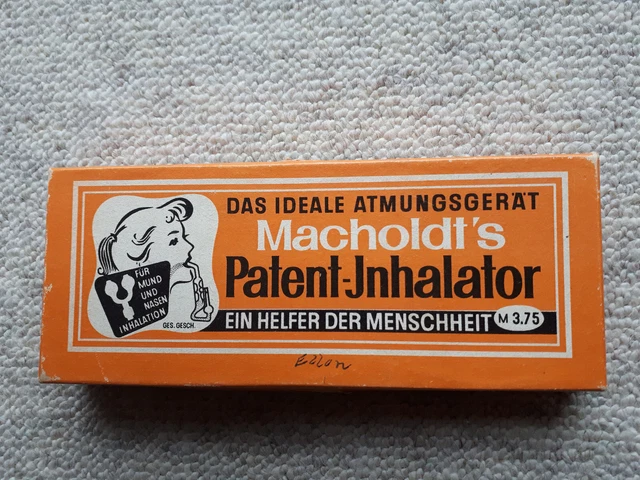 DAS IDEALE ATMUNGSGERÄT
Macholdt's
Patent-Jnhalator
EIN HELFER DER MENSCHHEIT M 3.75
FÜR
MUND
UND
NASEN
INHALATION
GES. GESCH.